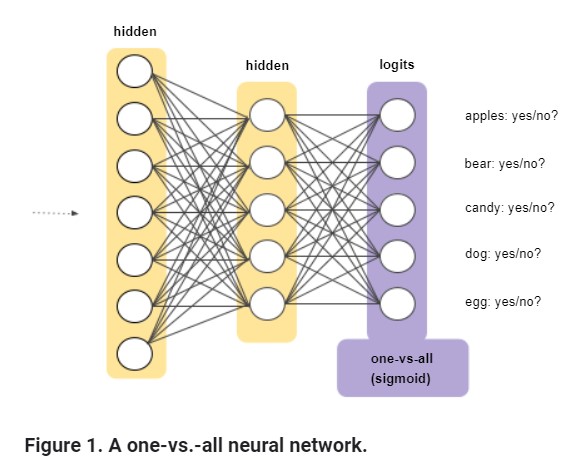 hidden
hidden
logits
apples: yes/no?
bear: yes/no?
candy: yes/no?
dog: yes/no?
egg: yes/no?
one-vs-all
(sigmoid)
Figure 1. A one-vs.-all neural network.